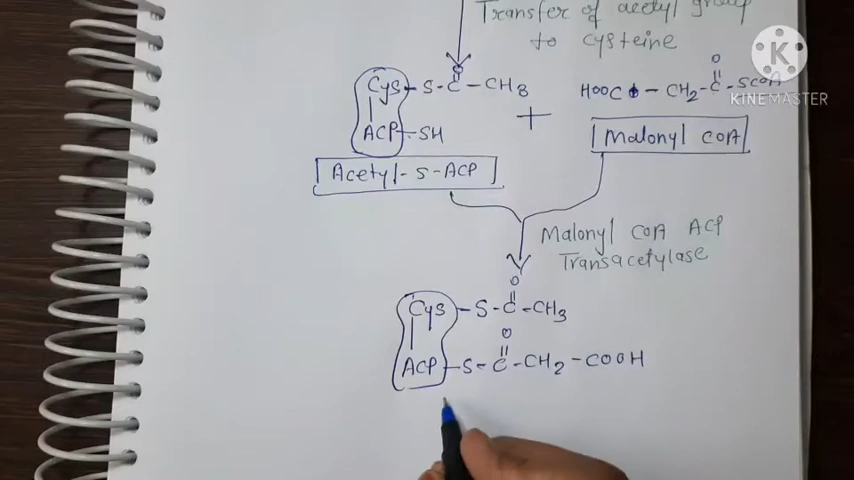 Transfer of acetyl group
to cysteine
O
CyS - S - C - CH3
ACP - SH
Acetyl - S - ACP
+
O
HOOC - CH2 - C - SCOA
Malonyl COA
K
KINEMASTER
Malonyl COA ACP
Transacetylase
O
CyS - S - C - CH3
O
ACP - S - C - CH2 - COOH